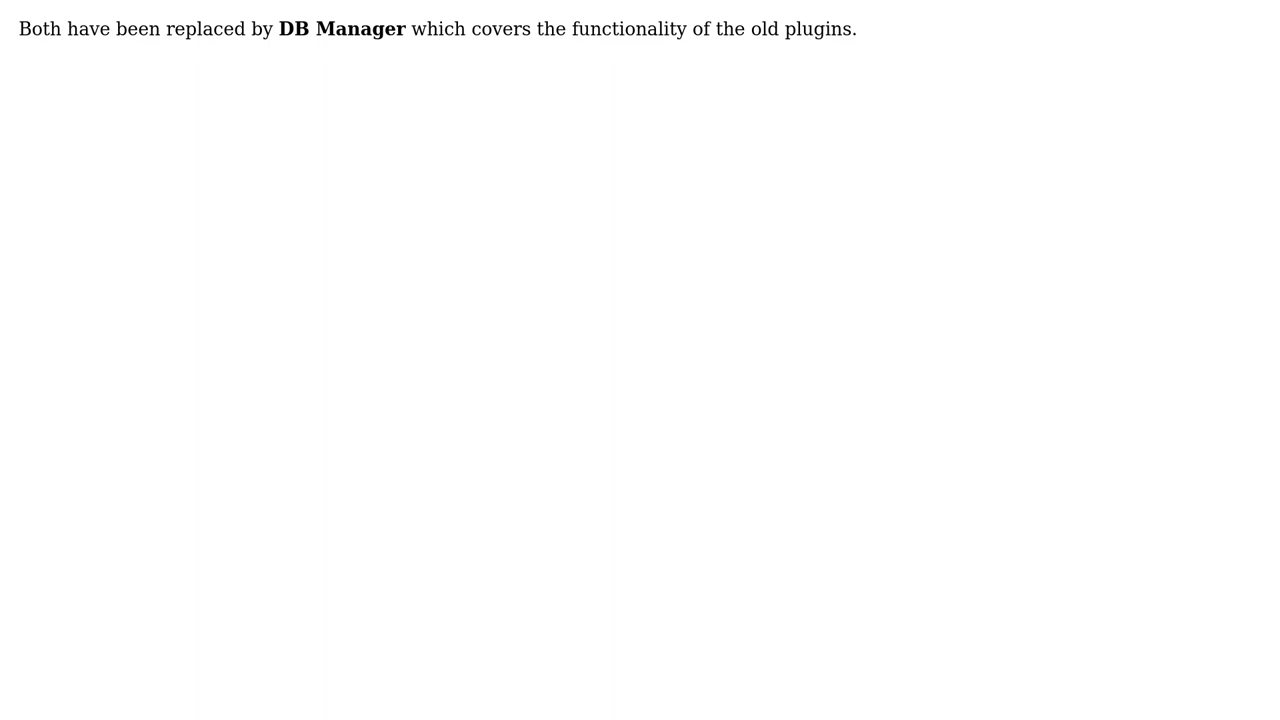 Both have been replaced by DB Manager which covers the functionality of the old plugins.